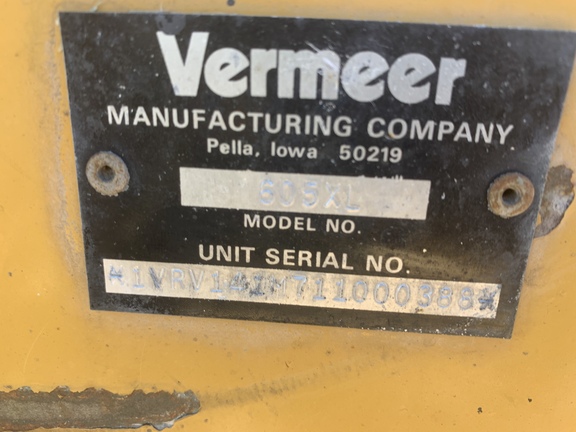 Vermeer
MANUFACTURING COMPANY
Pella, Iowa 50219
605XL
MODEL NO.
UNIT SERIAL NO.